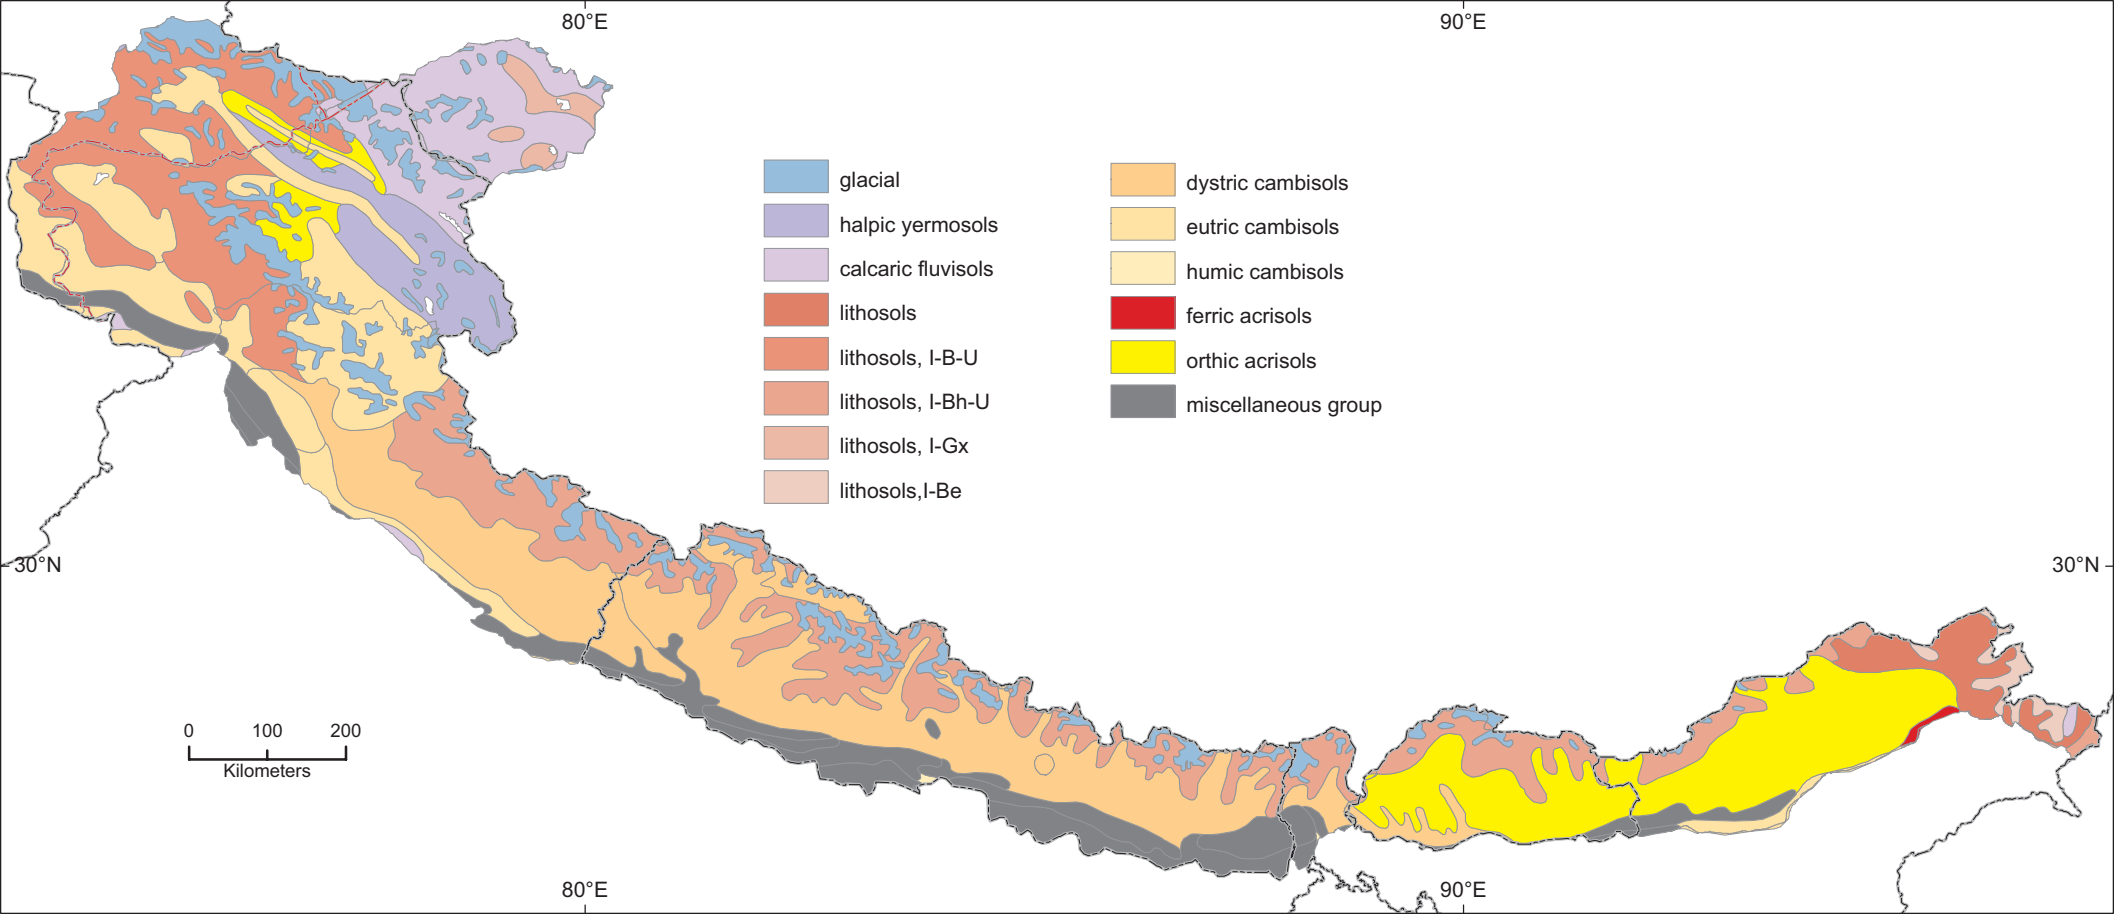 80°E
90°E
glacial
halpic yermosols
calcaric fluvisols
lithosols
lithosols, I-B-U
lithosols, I-Bh-U
lithosols, I-Gx
lithosols,I-Be
dystric cambisols
eutric cambisols
humic cambisols
ferric acrisols
orthic acrisols
miscellaneous group
30°N
30°N
0 100 200
Kilometers
80°E
90°E